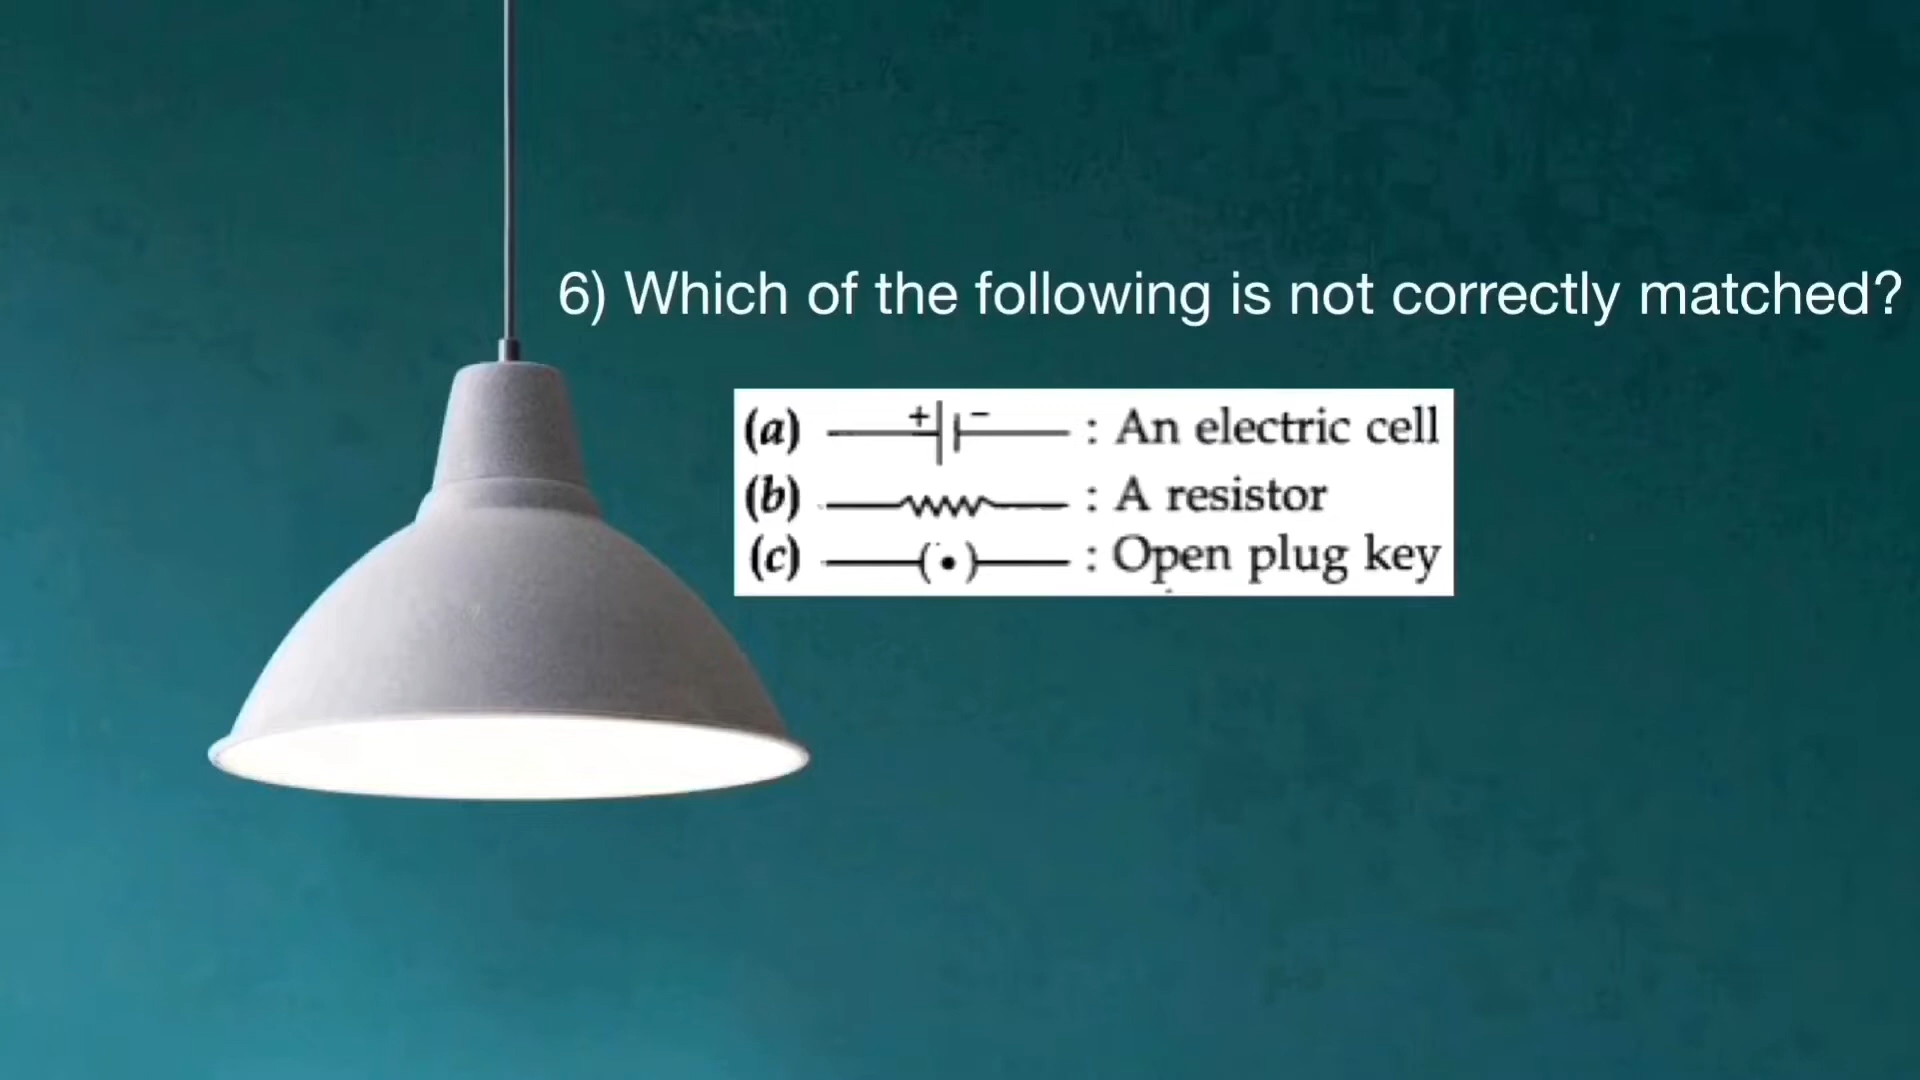 6) Which of the following is not correctly matched?
(a) + - : An electric cell
(b) : A resistor
(c) : Open plug key